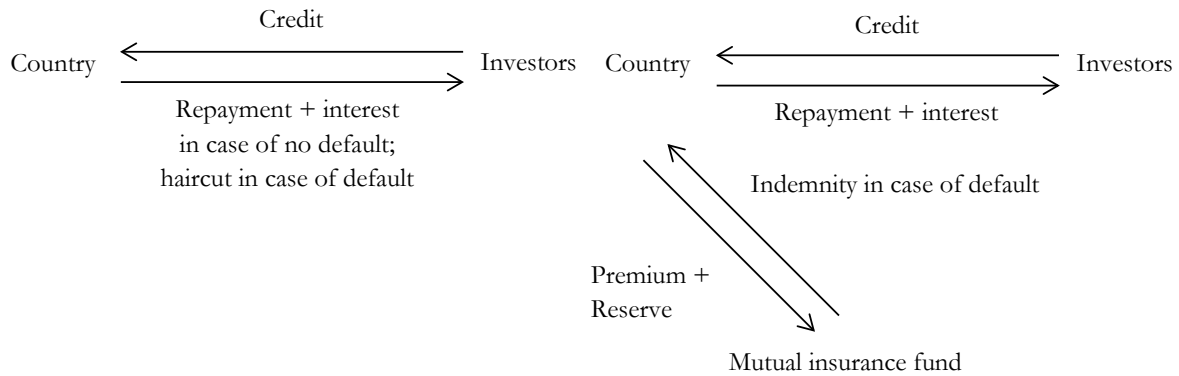 Credit
Country
Investors
Repayment + interest
in case of no default;
haircut in case of default
Credit
Country
Investors
Repayment + interest
Indemnity in case of default
Premium +
Reserve
Mutual insurance fund